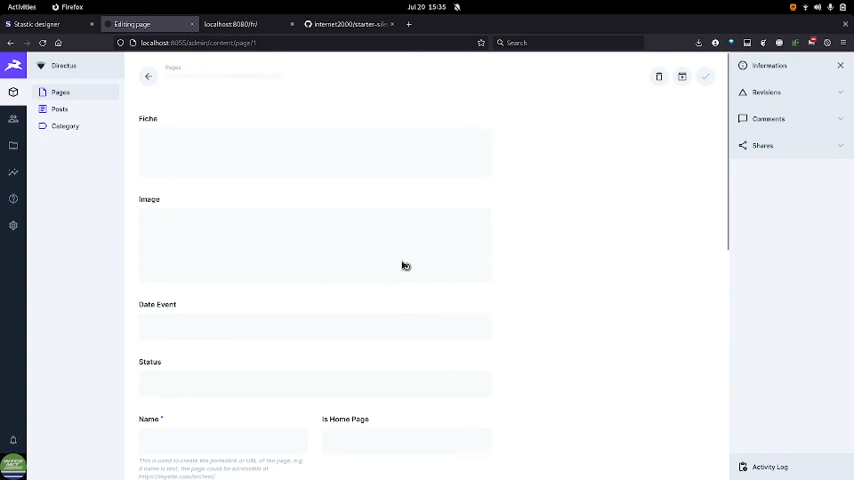 Activities
Firefox
Jul 20 15:35
Stastic designer
Editing page
localhost:8080/fr/
internet2000/starter-sile
localhost:8055/admin/content/page/1
Search
Directus
Pages
Posts
Category
Pages
Fiche
Image
Date Event
Status
Name *
Is Home Page
This is used to create the permalink or URL of the page, e.g.
if name is test, the page could be accessible at
https://mysite.com/en/test/.
Information
Revisions
Comments
Shares
Activity Log